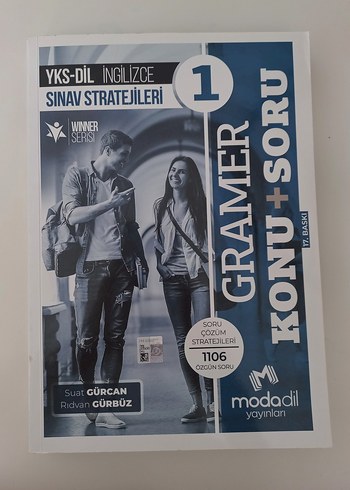 YKS-DİL İNGİLİZCE
SINAV STRATEJİLERİ
1
WINNER
SERİSİ
GRAMER
KONU + SORU
17. BASKI
SORU
ÇÖZÜM
STRATEJİLERİ
1106
ÖZGÜN SORU
Suat GÜRCAN
Rıdvan GÜRBÜZ
modadil
yayınları